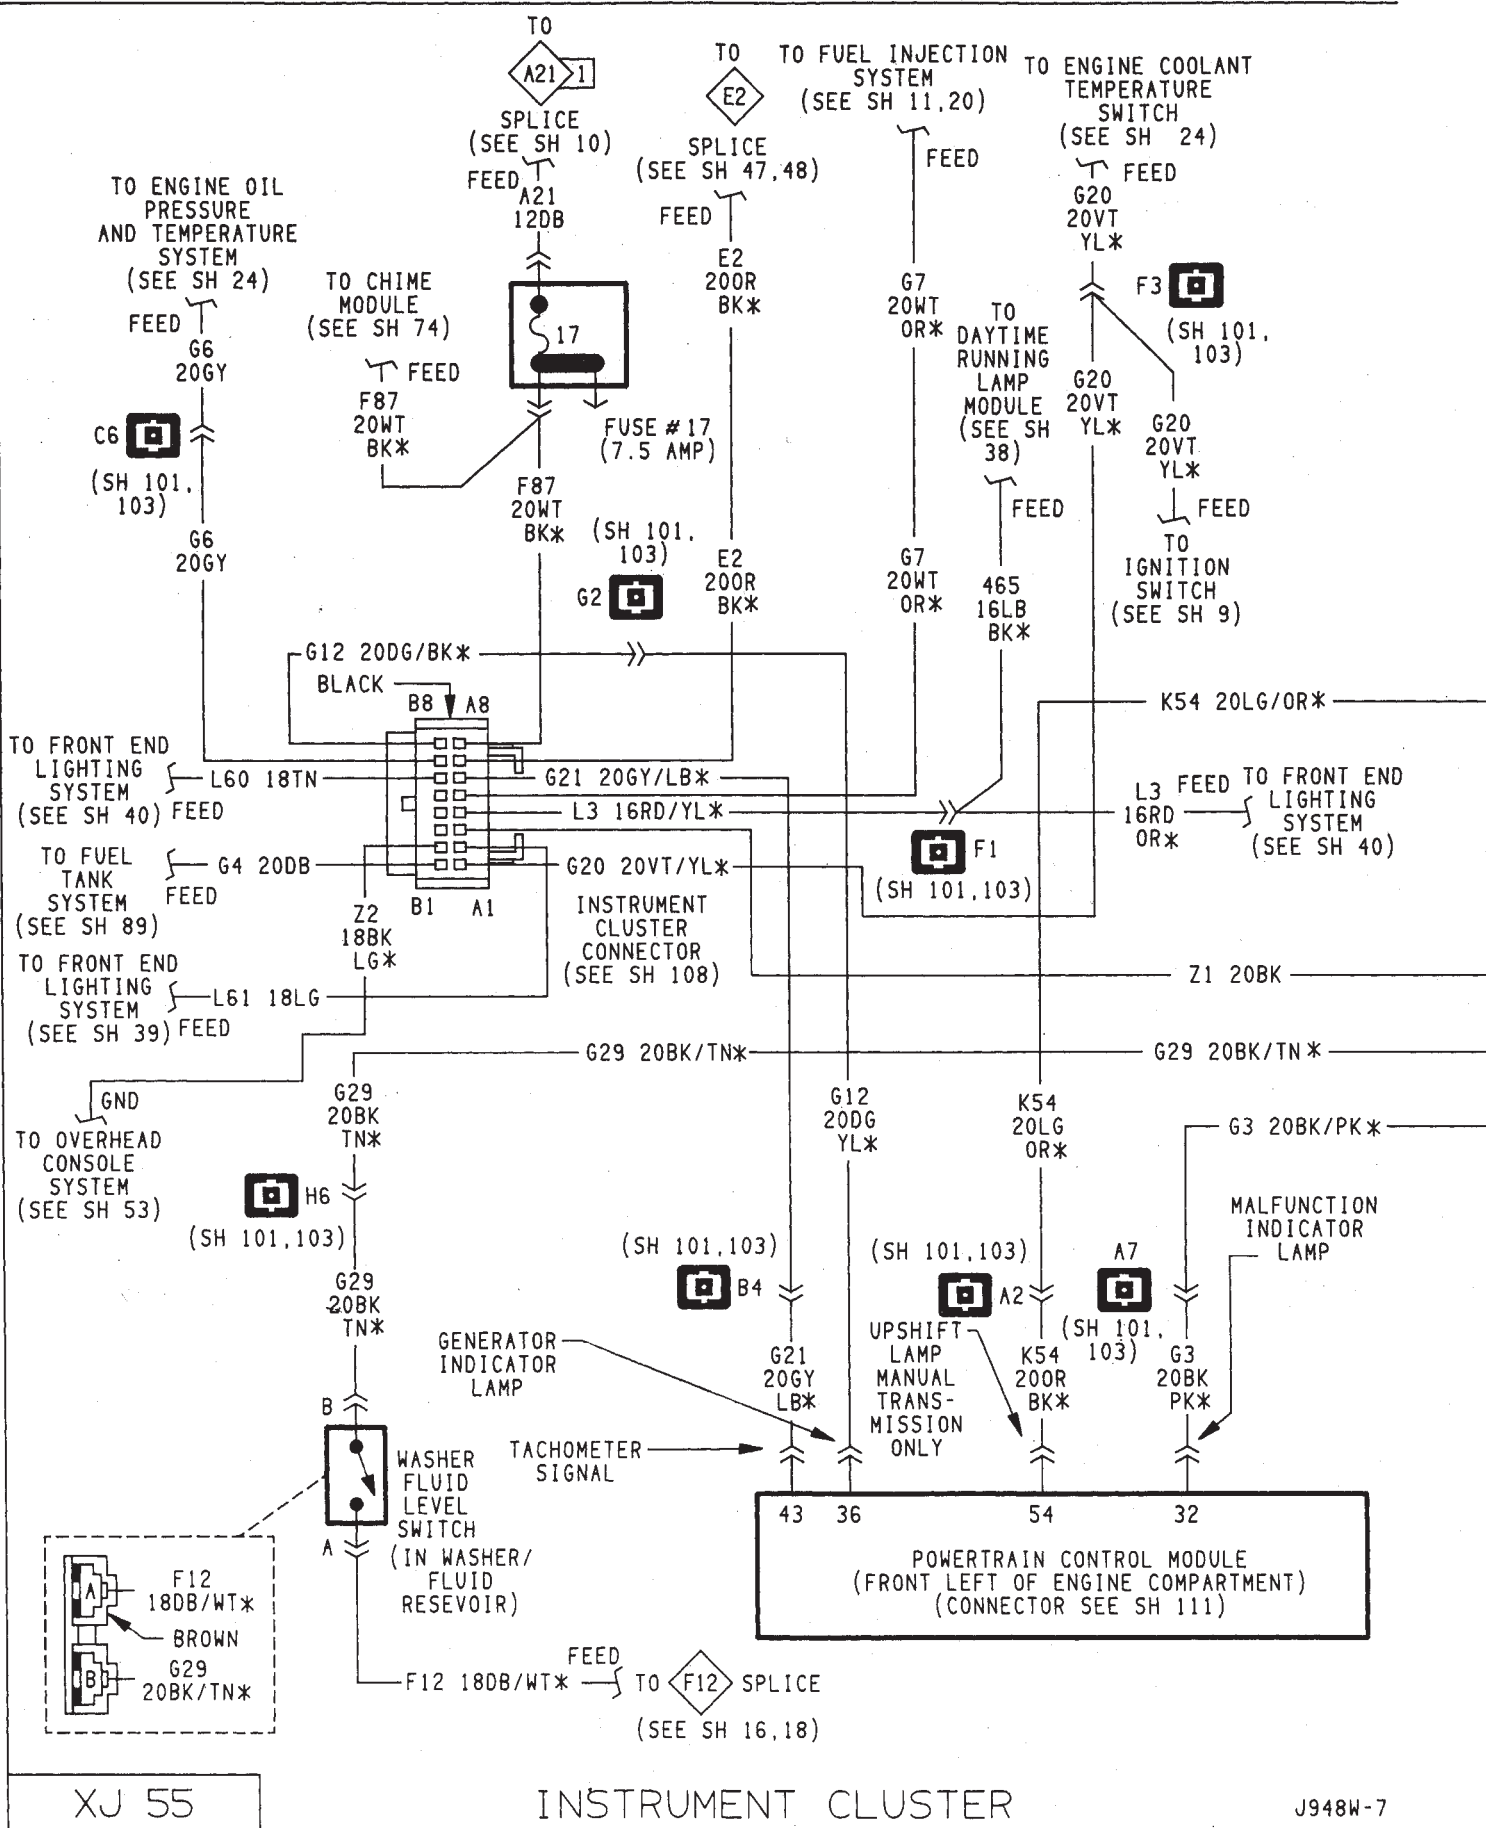 TO
A21
1
SPLICE
(SEE SH 10)
FEED
A21
12DB
TO
E2
SPLICE
(SEE SH 47,48)
FEED
E2
20OR
BK*
TO FUEL INJECTION
SYSTEM
(SEE SH 11,20)
FEED
G7
20WT
OR*
TO ENGINE COOLANT
TEMPERATURE
SWITCH
(SEE SH 24)
FEED
G20
20VT
YL*
F3
(SH 101,
103)
TO ENGINE OIL
PRESSURE
AND TEMPERATURE
SYSTEM
(SEE SH 24)
FEED
G6
20GY
C6
(SH 101,
103)
G6
20GY
TO CHIME
MODULE
(SEE SH 74)
FEED
F87
20WT
BK*
17
FUSE #17
(7.5 AMP)
F87
20WT
BK*
(SH 101,
103)
G2
E2
20OR
BK*
G7
20WT
OR*
TO
DAYTIME
RUNNING
LAMP
MODULE
(SEE SH
38)
FEED
465
16LB
BK*
G20
20VT
YL*
G20
20VT
YL*
FEED
TO
IGNITION
SWITCH
(SEE SH 9)
G12 20DG/BK*
BLACK
B8
A8
K54 20LG/OR*
TO FRONT END
LIGHTING
SYSTEM
(SEE SH 40)
FEED
L60 18TN
G21 20GY/LB*
L3 16RD/YL*
L3
16RD
OR*
FEED
TO FRONT END
LIGHTING
SYSTEM
(SEE SH 40)
F1
(SH 101,103)
TO FUEL
TANK
SYSTEM
(SEE SH 89)
FEED
G4 20DB
G20 20VT/YL*
B1
A1
INSTRUMENT
CLUSTER
CONNECTOR
(SEE SH 108)
Z2
18BK
LG*
Z1 20BK
TO FRONT END
LIGHTING
SYSTEM
(SEE SH 39)
FEED
L61 18LG
G29 20BK/TN*
G29 20BK/TN*
GND
TO OVERHEAD
CONSOLE
SYSTEM
(SEE SH 53)
G29
20BK
TN*
H6
(SH 101,103)
G29
20BK
TN*
G12
20DG
YL*
K54
20LG
OR*
G3 20BK/PK*
MALFUNCTION
INDICATOR
LAMP
(SH 101,103)
B4
(SH 101,103)
A2
A7
(SH 101,
103)
GENERATOR
INDICATOR
LAMP
G21
20GY
LB*
UPSHIFT
LAMP
MANUAL
TRANS-
MISSION
ONLY
K54
20OR
BK*
G3
20BK
PK*
TACHOMETER
SIGNAL
B
WASHER
FLUID
LEVEL
SWITCH
(IN WASHER/
FLUID
RESEVOIR)
A
43
36
54
32
POWERTRAIN CONTROL MODULE
(FRONT LEFT OF ENGINE COMPARTMENT)
(CONNECTOR SEE SH 111)
A
F12
18DB/WT*
BROWN
B
G29
20BK/TN*
F12 18DB/WT*
FEED
TO
F12
SPLICE
(SEE SH 16,18)
XJ 55
INSTRUMENT CLUSTER
J948W-7